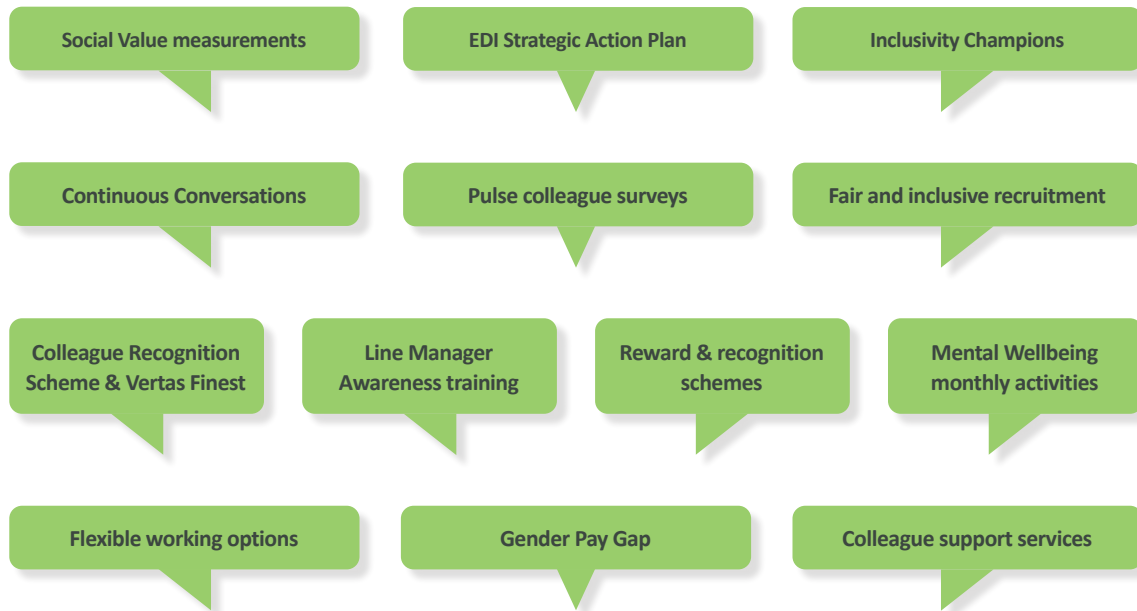 Social Value measurements
EDI Strategic Action Plan
Inclusivity Champions
Continuous Conversations
Pulse colleague surveys
Fair and inclusive recruitment
Colleague Recognition
Scheme & Vertas Finest
Line Manager
Awareness training
Reward & recognition
schemes
Mental Wellbeing
monthly activities
Flexible working options
Gender Pay Gap
Colleague support services